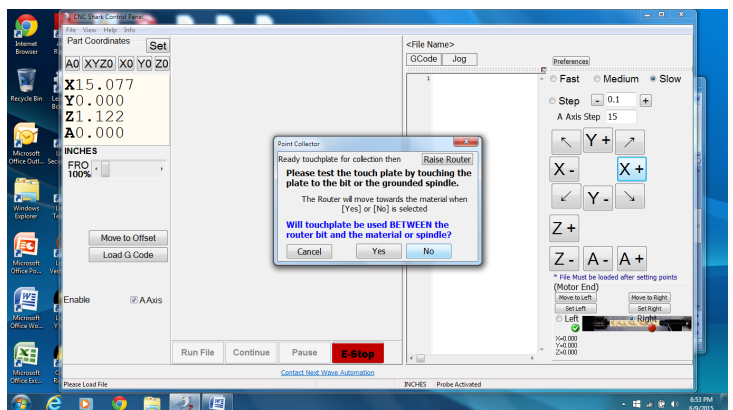 CNC Shark Control Panel
File View Help Info
Part Coordinates
Set
A0 XYZ0 X0 Y0 Z0
X15.077
Y0.000
Z1.122
A0.000
INCHES
FRO
100%
Move to Offset
Load G Code
Enable
A Axis
Run File Continue Pause E-Stop
Contact Next Wave Automation
Please Load File
INCHES Probe Activated
<File Name>
GCode Jog
1
Point Collector
Ready touchplate for collection then
Raise Router
Please test the touch plate by touching the
plate to the bit or the grounded spindle.
The Router will move towards the material when
[Yes] or [No] is selected
Will touchplate be used BETWEEN the
router bit and the material or spindle?
Cancel Yes No
Preferences
Fast Medium Slow
Step - 0.1 +
A Axis Step 15
Y +
X - X +
Y -
Z +
Z - A - A +
* File Must be loaded after setting points
(Motor End)
Move to Left Move to Right
Set Left Set Right
Left Right
X=0.000
Y=0.000
Z=0.000
Internet
Browser
Recycle Bin
Microsoft
Office Outl...
Windows
Explorer
Microsoft
Office Po...
Microsoft
Office Wo...
Microsoft
Office Exc...
6:53 PM
6/9/2015